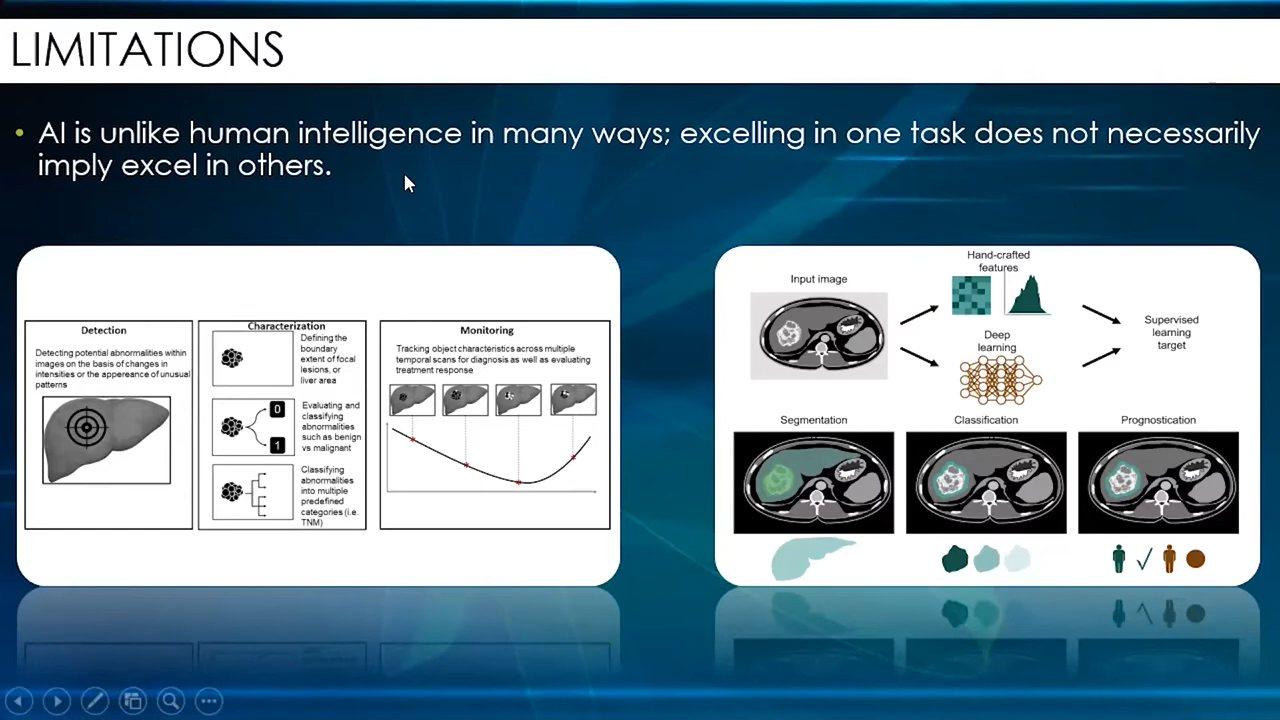 LIMITATIONS
• AI is unlike human intelligence in many ways; excelling in one task does not necessarily
imply excel in others.
Detection
Detecting potential abnormalities within
images on the basis of changes in
intensities or the appereance of unusual
patterns
Characterization
Defining the
boundary
extent of focal
lesions, or
liver area
0
1
Evaluating and
classifying
abnormalities
such as benign
vs malignant
Classifying
abnormalities
into multiple
predefined
categories (i.e.
TNM)
Monitoring
Tracking object characteristics across multiple
temporal scans for diagnosis as well as evaluating
treatment response
Input image
Hand-crafted
features
Deep
learning
Supervised
learning
target
Segmentation
Classification
Prognostication